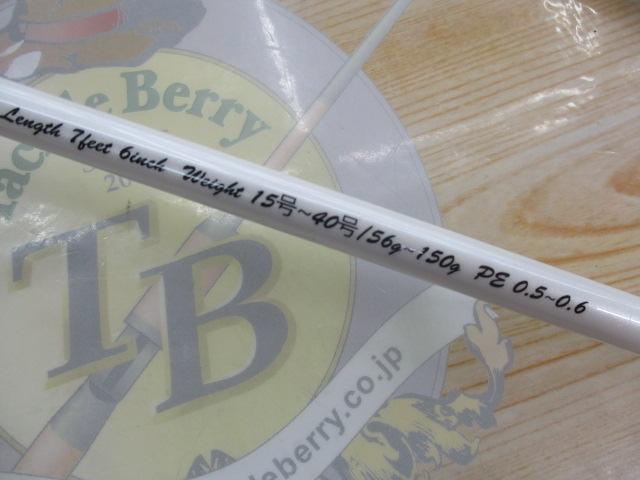 Length 7feet 6inch Weight 15号~40号/56g~150g PE 0.5~0.6
Berry
TB
leberry.co.jp